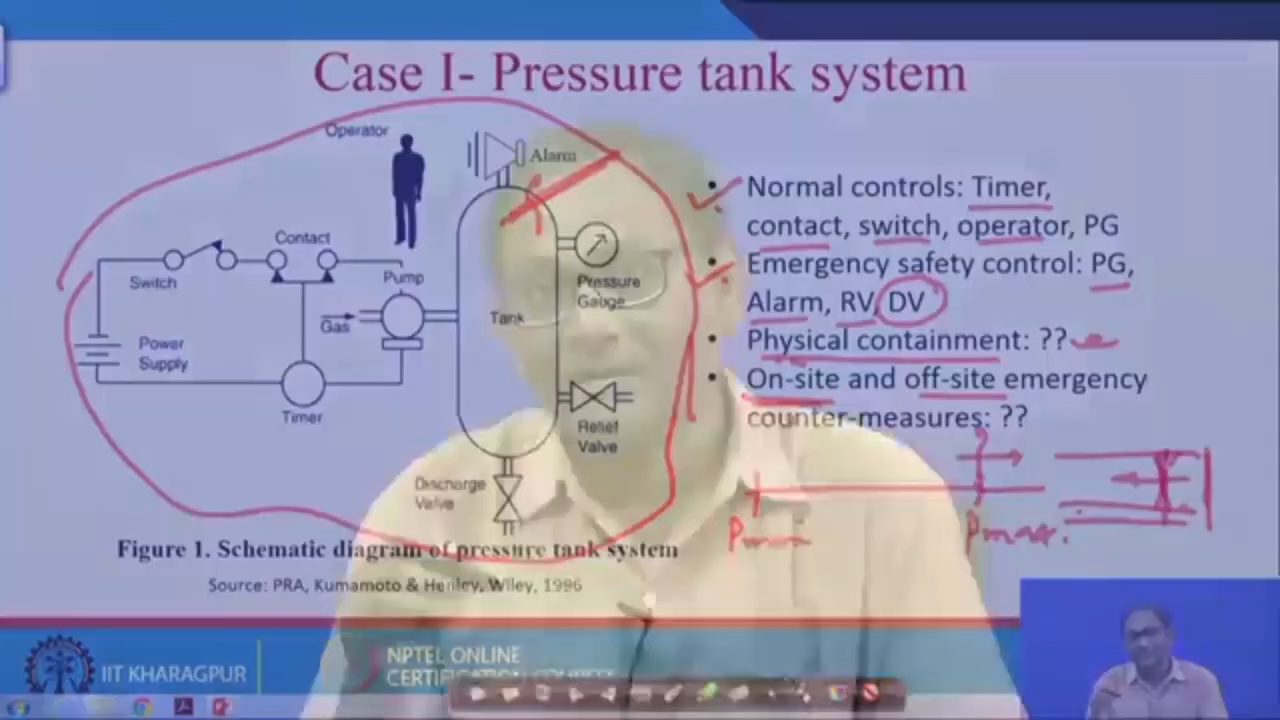 Case I- Pressure tank system
Operator
Alarm
Contact
Switch
Pump
Pressure
Gauge
Gas
Tank
Power
Supply
Timer
Relief
Valve
Discharge
Valve
• Normal controls: Timer,
contact, switch, operator, PG
• Emergency safety control: PG,
Alarm, RV, DV
• Physical containment: ??
• On-site and off-site emergency
counter-measures: ??
Pmin
Pmax.
Figure 1. Schematic diagram of pressure tank system
Source: PRA, Kumamoto & Henley, Wiley, 1996
IIT KHARAGPUR
NPTEL ONLINE
CERTIFICATION COURSES